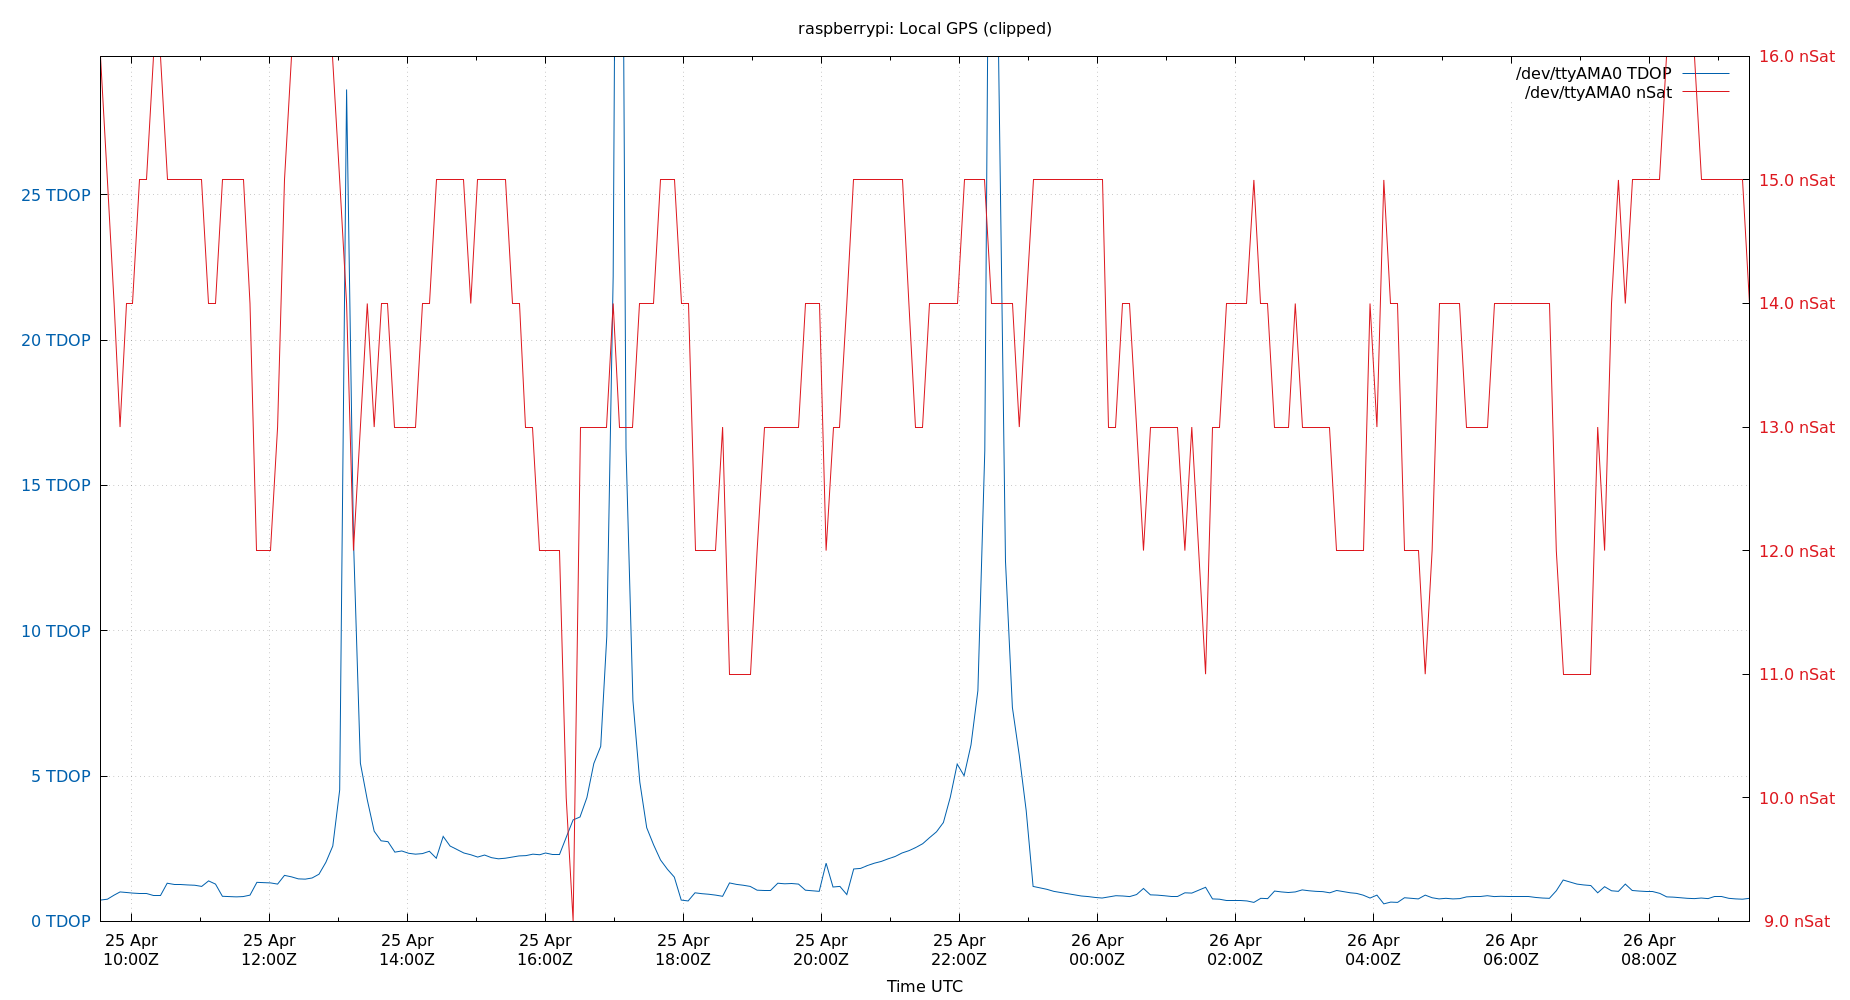 raspberrypi: Local GPS (clipped)
/dev/ttyAMA0 TDOP
/dev/ttyAMA0 nSat
25 TDOP
20 TDOP
15 TDOP
10 TDOP
5 TDOP
0 TDOP
16.0 nSat
15.0 nSat
14.0 nSat
13.0 nSat
12.0 nSat
11.0 nSat
10.0 nSat
9.0 nSat
25 Apr
10:00Z
25 Apr
12:00Z
25 Apr
14:00Z
25 Apr
16:00Z
25 Apr
18:00Z
25 Apr
20:00Z
25 Apr
22:00Z
26 Apr
00:00Z
26 Apr
02:00Z
26 Apr
04:00Z
26 Apr
06:00Z
26 Apr
08:00Z
Time UTC